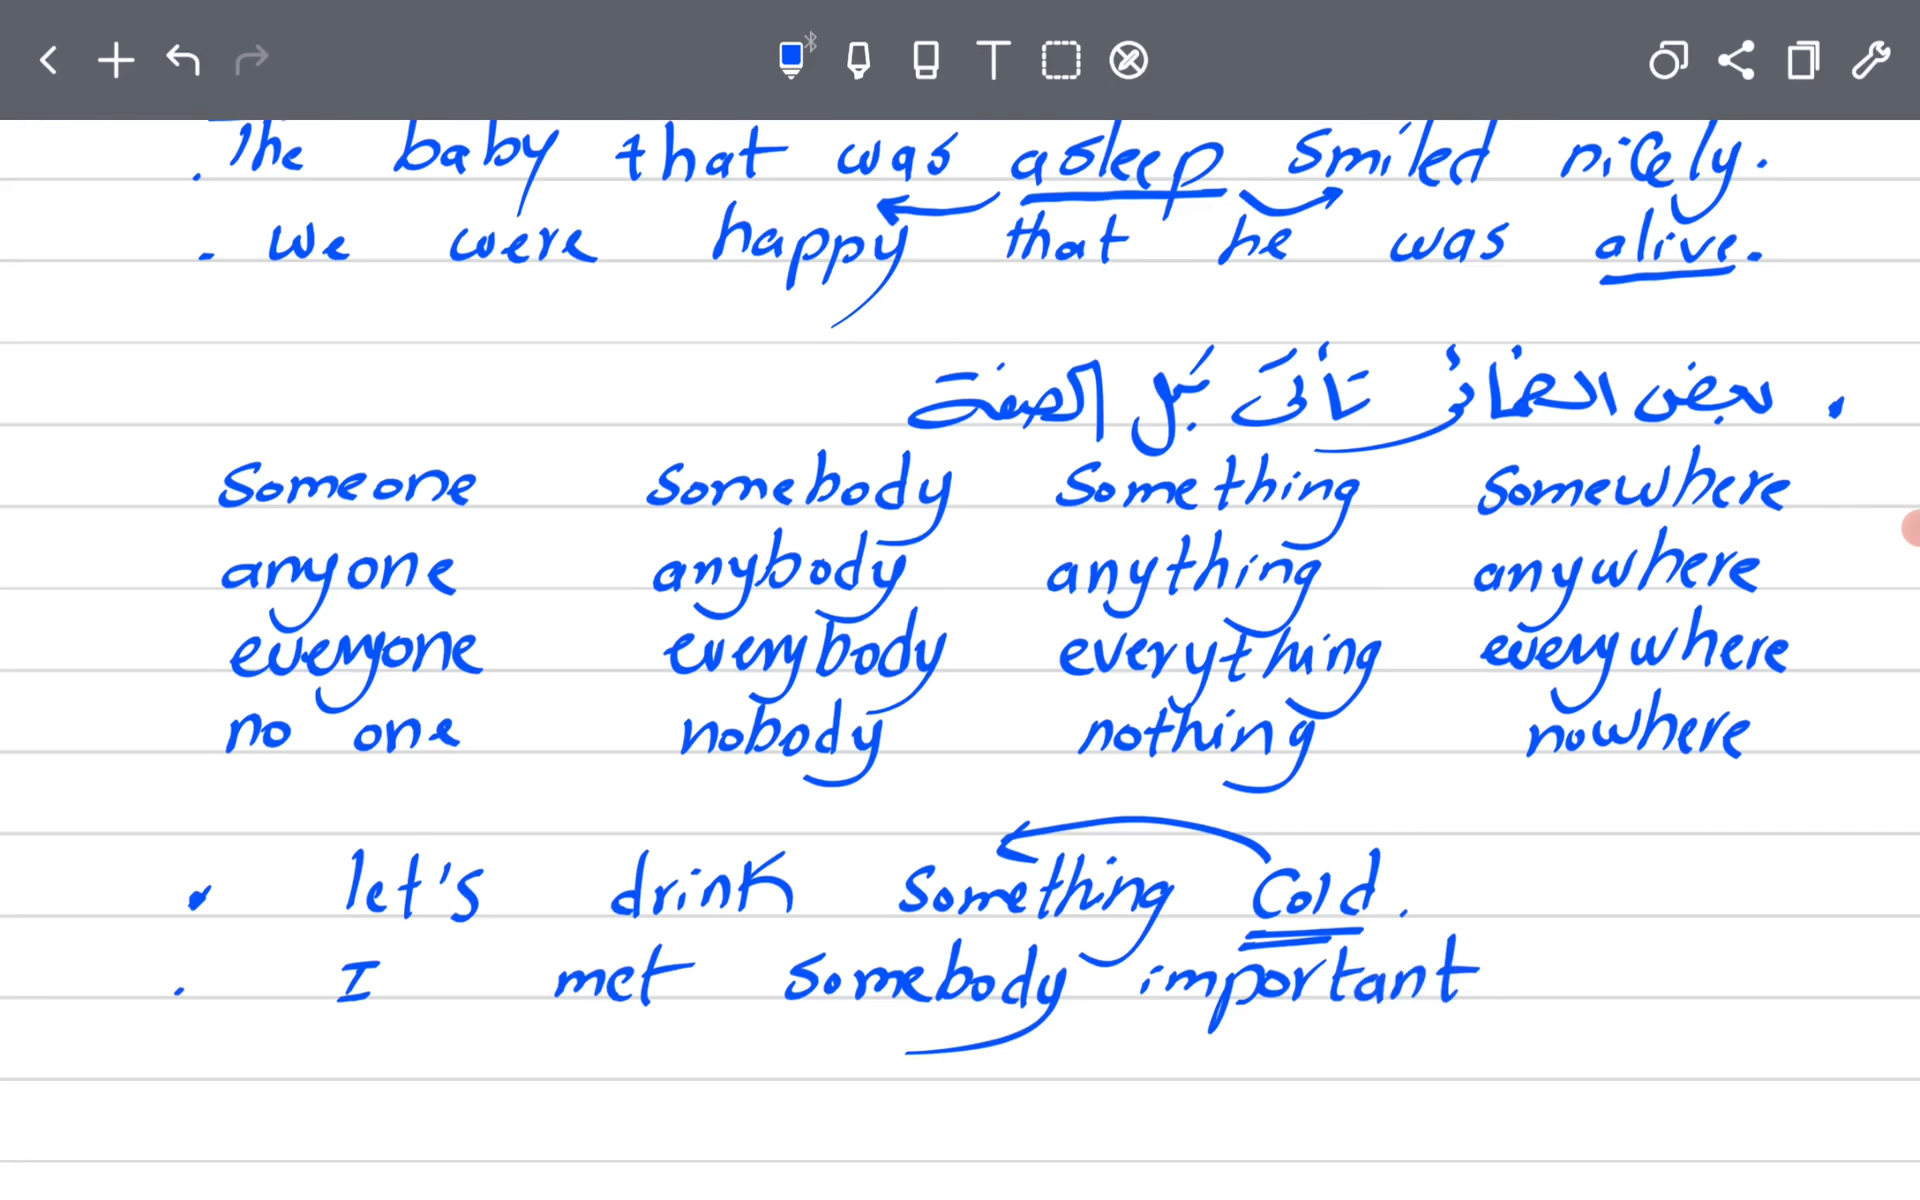 . The baby that was asleep smiled nicely.
. we were happy that he was alive.
. بعض الضمائر تأتى قبل الصفة
someone somebody something somewhere
anyone anybody anything anywhere
everyone everybody everything everywhere
no one nobody nothing nowhere
. let's drink something Cold.
. I met somebody important
T